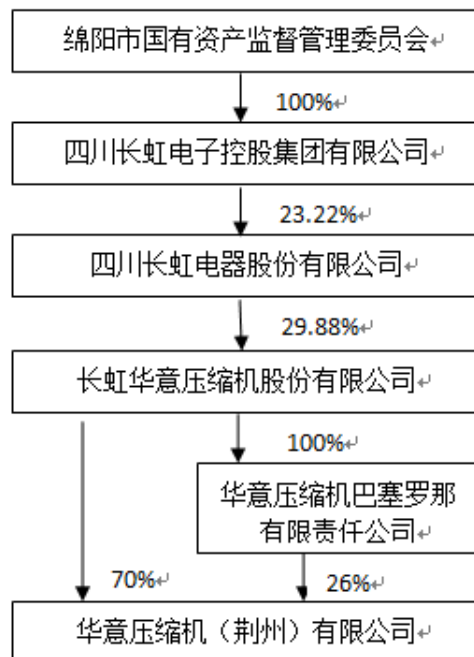 绵阳市国有资产监督管理委员会↵
100%↵
四川长虹电子控股集团有限公司↵
23.22%↵
四川长虹电器股份有限公司↵
29.88%↵
长虹华意压缩机股份有限公司↵
100%↵
华意压缩机巴塞罗那
有限责任公司↵
70%↵
26%↵
华意压缩机（荆州）有限公司↵